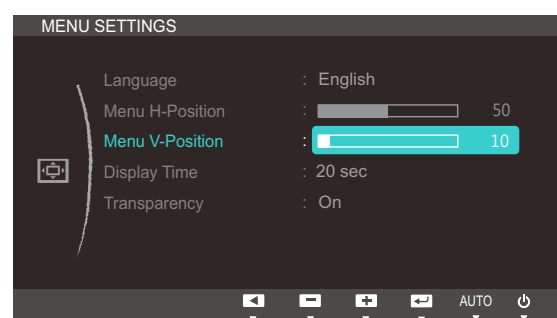 MENU SETTINGS
Language : English
Menu H-Position : 50
Menu V-Position : 10
Display Time : 20 sec
Transparency : On
AUTO